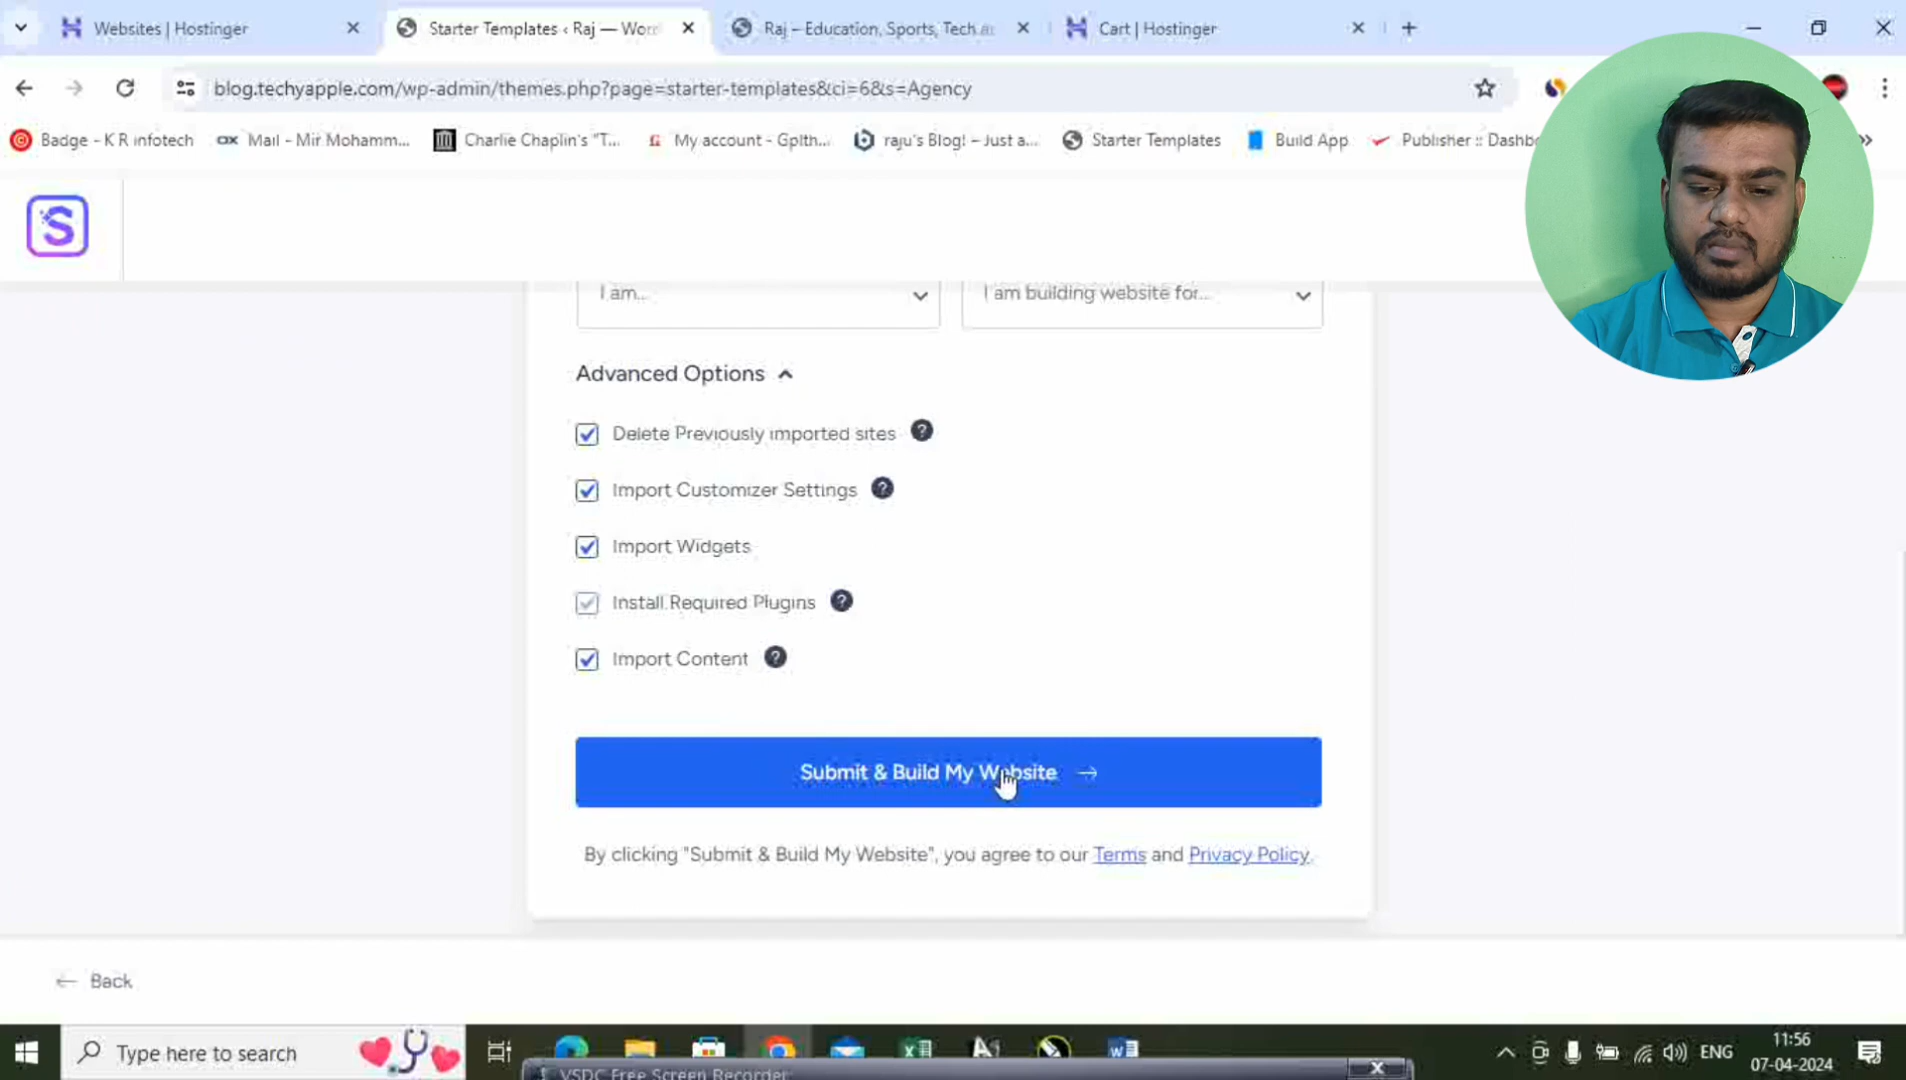 Websites | Hostinger
Starter Templates ‹ Raj — Wor
Raj – Education, Sports, Tech a
Cart | Hostinger
blog.techyapple.com/wp-admin/themes.php?page=starter-templates&ci=6&s=Agency
Badge - K R infotech
Mail – Mir Mohamm...
Charlie Chaplin's "T...
My account - Gplth...
raju's Blog! – Just a...
Starter Templates
Build App
Publisher :: Dashb
I am...
I am building website for...
Advanced Options
Delete Previously imported sites
Import Customizer Settings
Import Widgets
Install Required Plugins
Import Content
Submit & Build My Website
By clicking "Submit & Build My Website", you agree to our Terms and Privacy Policy.
Back
Type here to search
VSDC Free Screen Recorder
ENG
11:56
07-04-2024